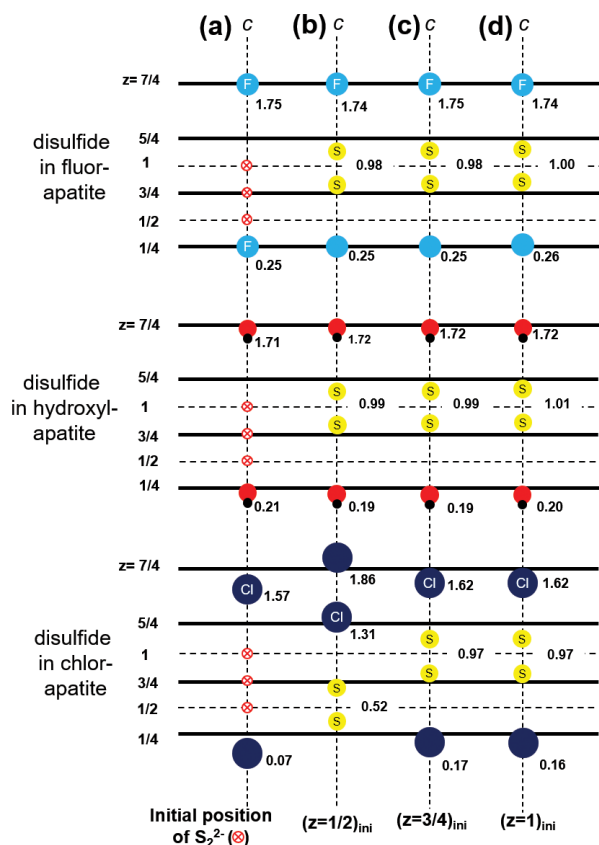 (a) (b) (c) (d)
c c c c
z= 7/4 F F F F
1.75 1.74 1.75 1.74
disulfide
in fluor-
apatite
5/4
S S S
1 0.98 0.98 1.00
S S S
3/4
1/2
1/4 F
0.25 0.25 0.25 0.26
z= 7/4
1.71 1.72 1.72 1.72
disulfide
in hydroxyl-
apatite
5/4
S S S
1 0.99 0.99 1.01
S S S
3/4
1/2
1/4
0.21 0.19 0.19 0.20
z= 7/4
Cl 1.57 1.86 Cl 1.62 Cl 1.62
disulfide
in chlor-
apatite
5/4 1.31
S S
1 0.97 0.97
S S
3/4 S
1/2 0.52
S
1/4
0.07 0.17 0.16
Initial position
of S₂²⁻(⊗)
(z=1/2)ini (z=3/4)ini (z=1)ini